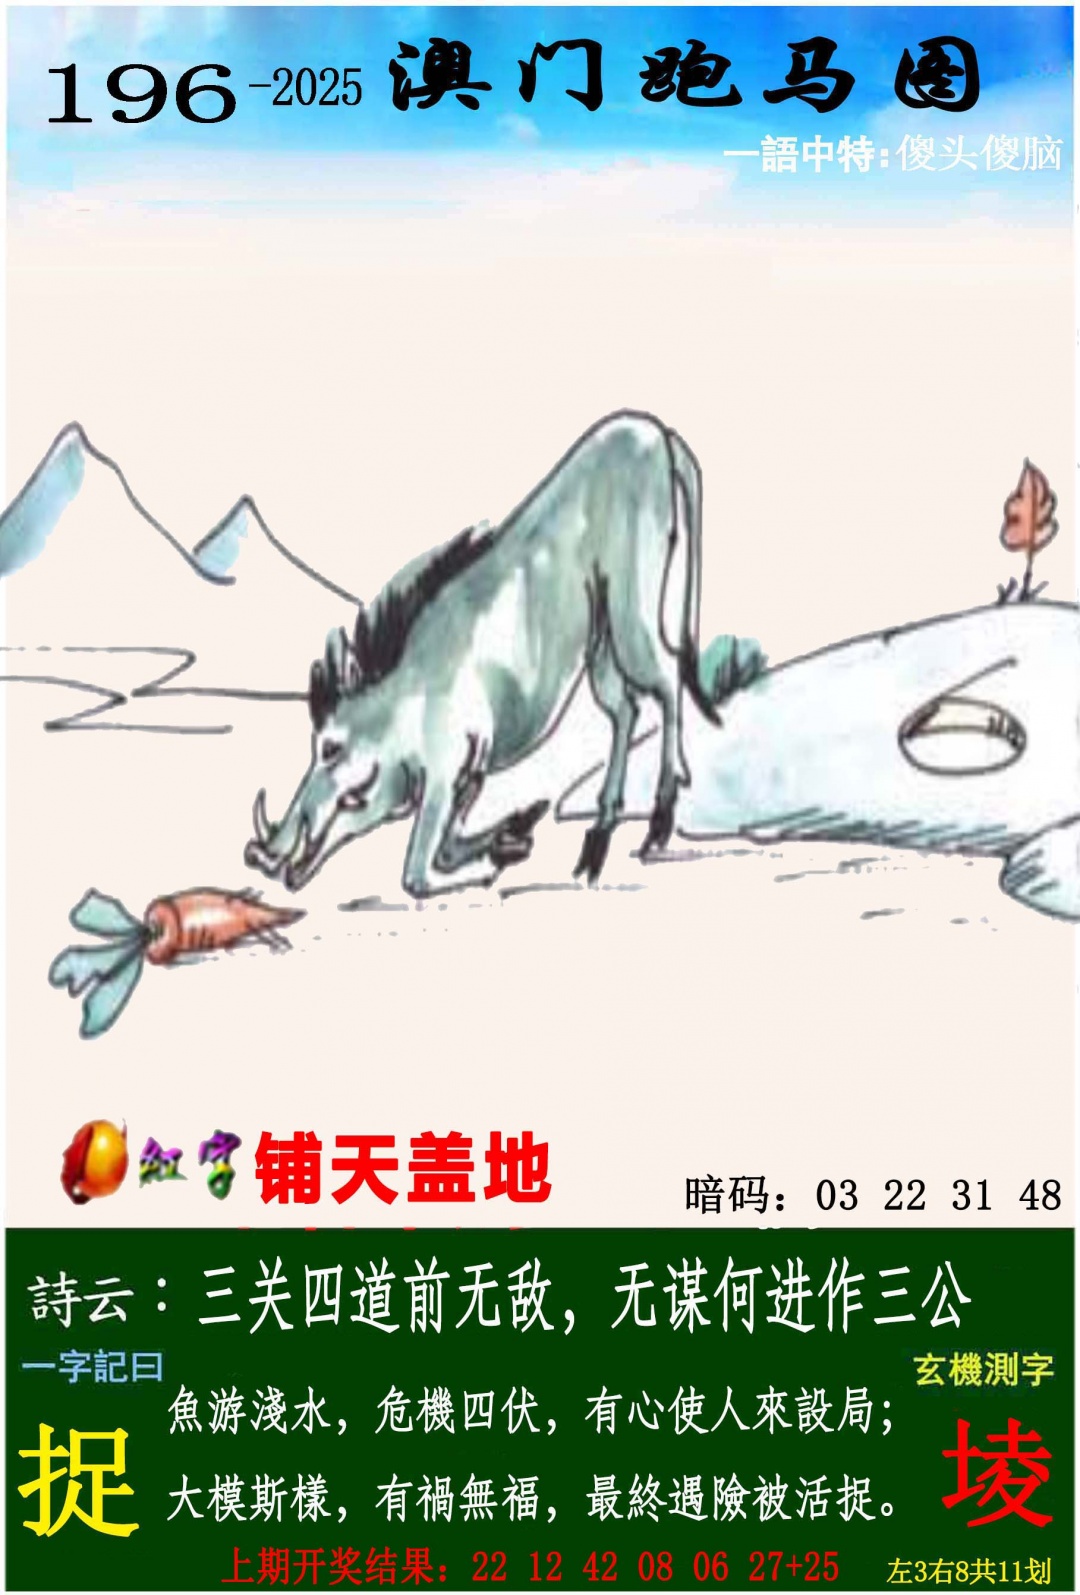 196-2025 澳门跑马图
一語中特:傻头傻脑
红字 铺天盖地
暗码：03 22 31 48
詩云：三关四道前无敌，无谋何进作三公
一字記曰
玄機測字
捉
魚游淺水，危機四伏，有心使人來設局；
大模斯樣，有禍無福，最終遇險被活捉。
堎
上期开奖结果：22 12 42 08 06 27+25
左3右8共11划